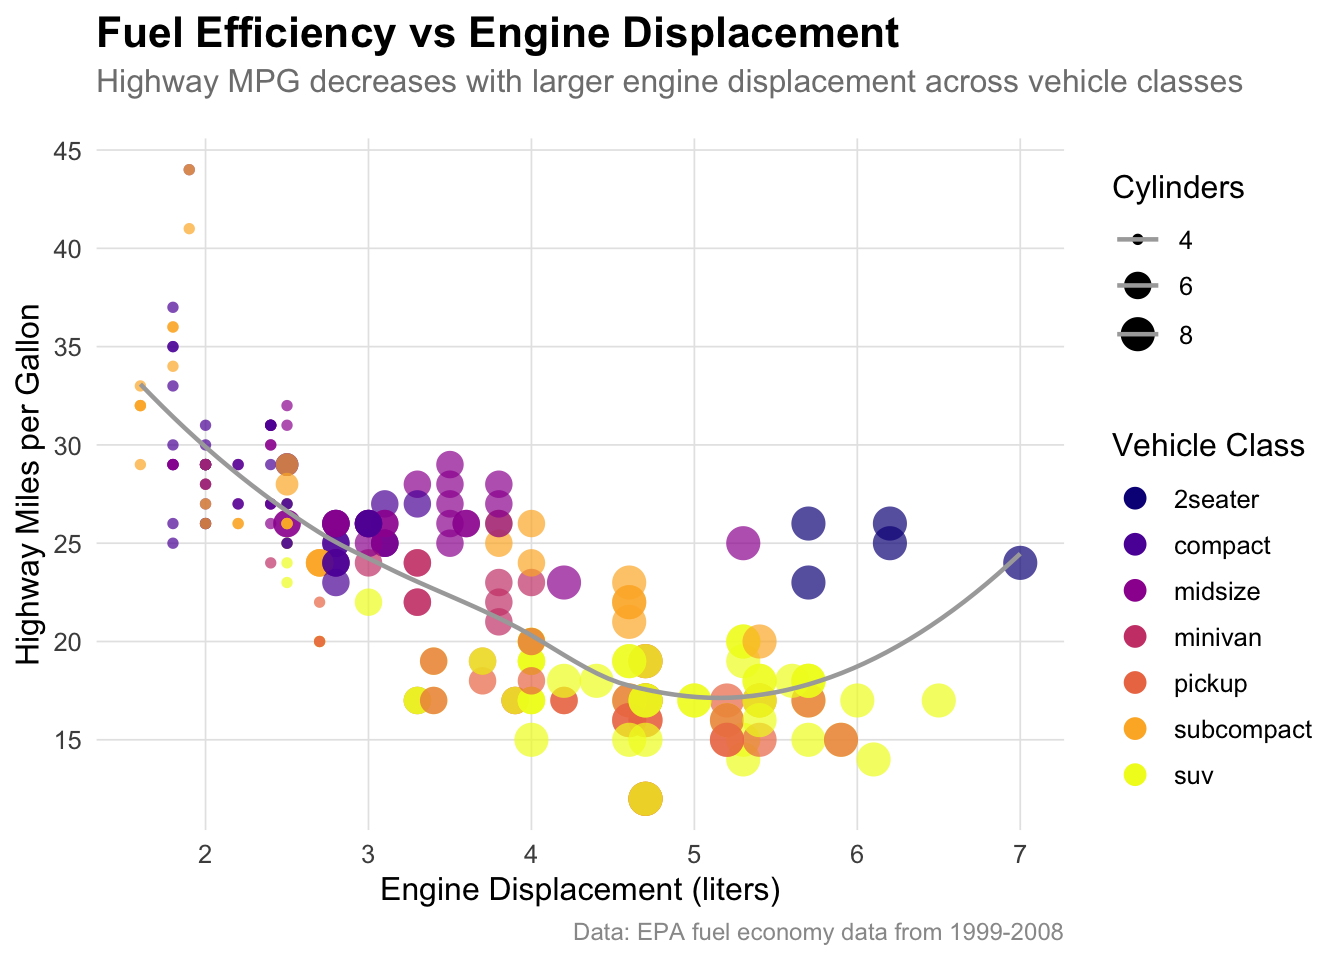 Fuel Efficiency vs Engine Displacement
Highway MPG decreases with larger engine displacement across vehicle classes
Highway Miles per Gallon
45
40
35
30
25
20
15
2 3 4 5 6 7
Engine Displacement (liters)
Cylinders
4
6
8
Vehicle Class
2seater
compact
midsize
minivan
pickup
subcompact
suv
Data: EPA fuel economy data from 1999-2008